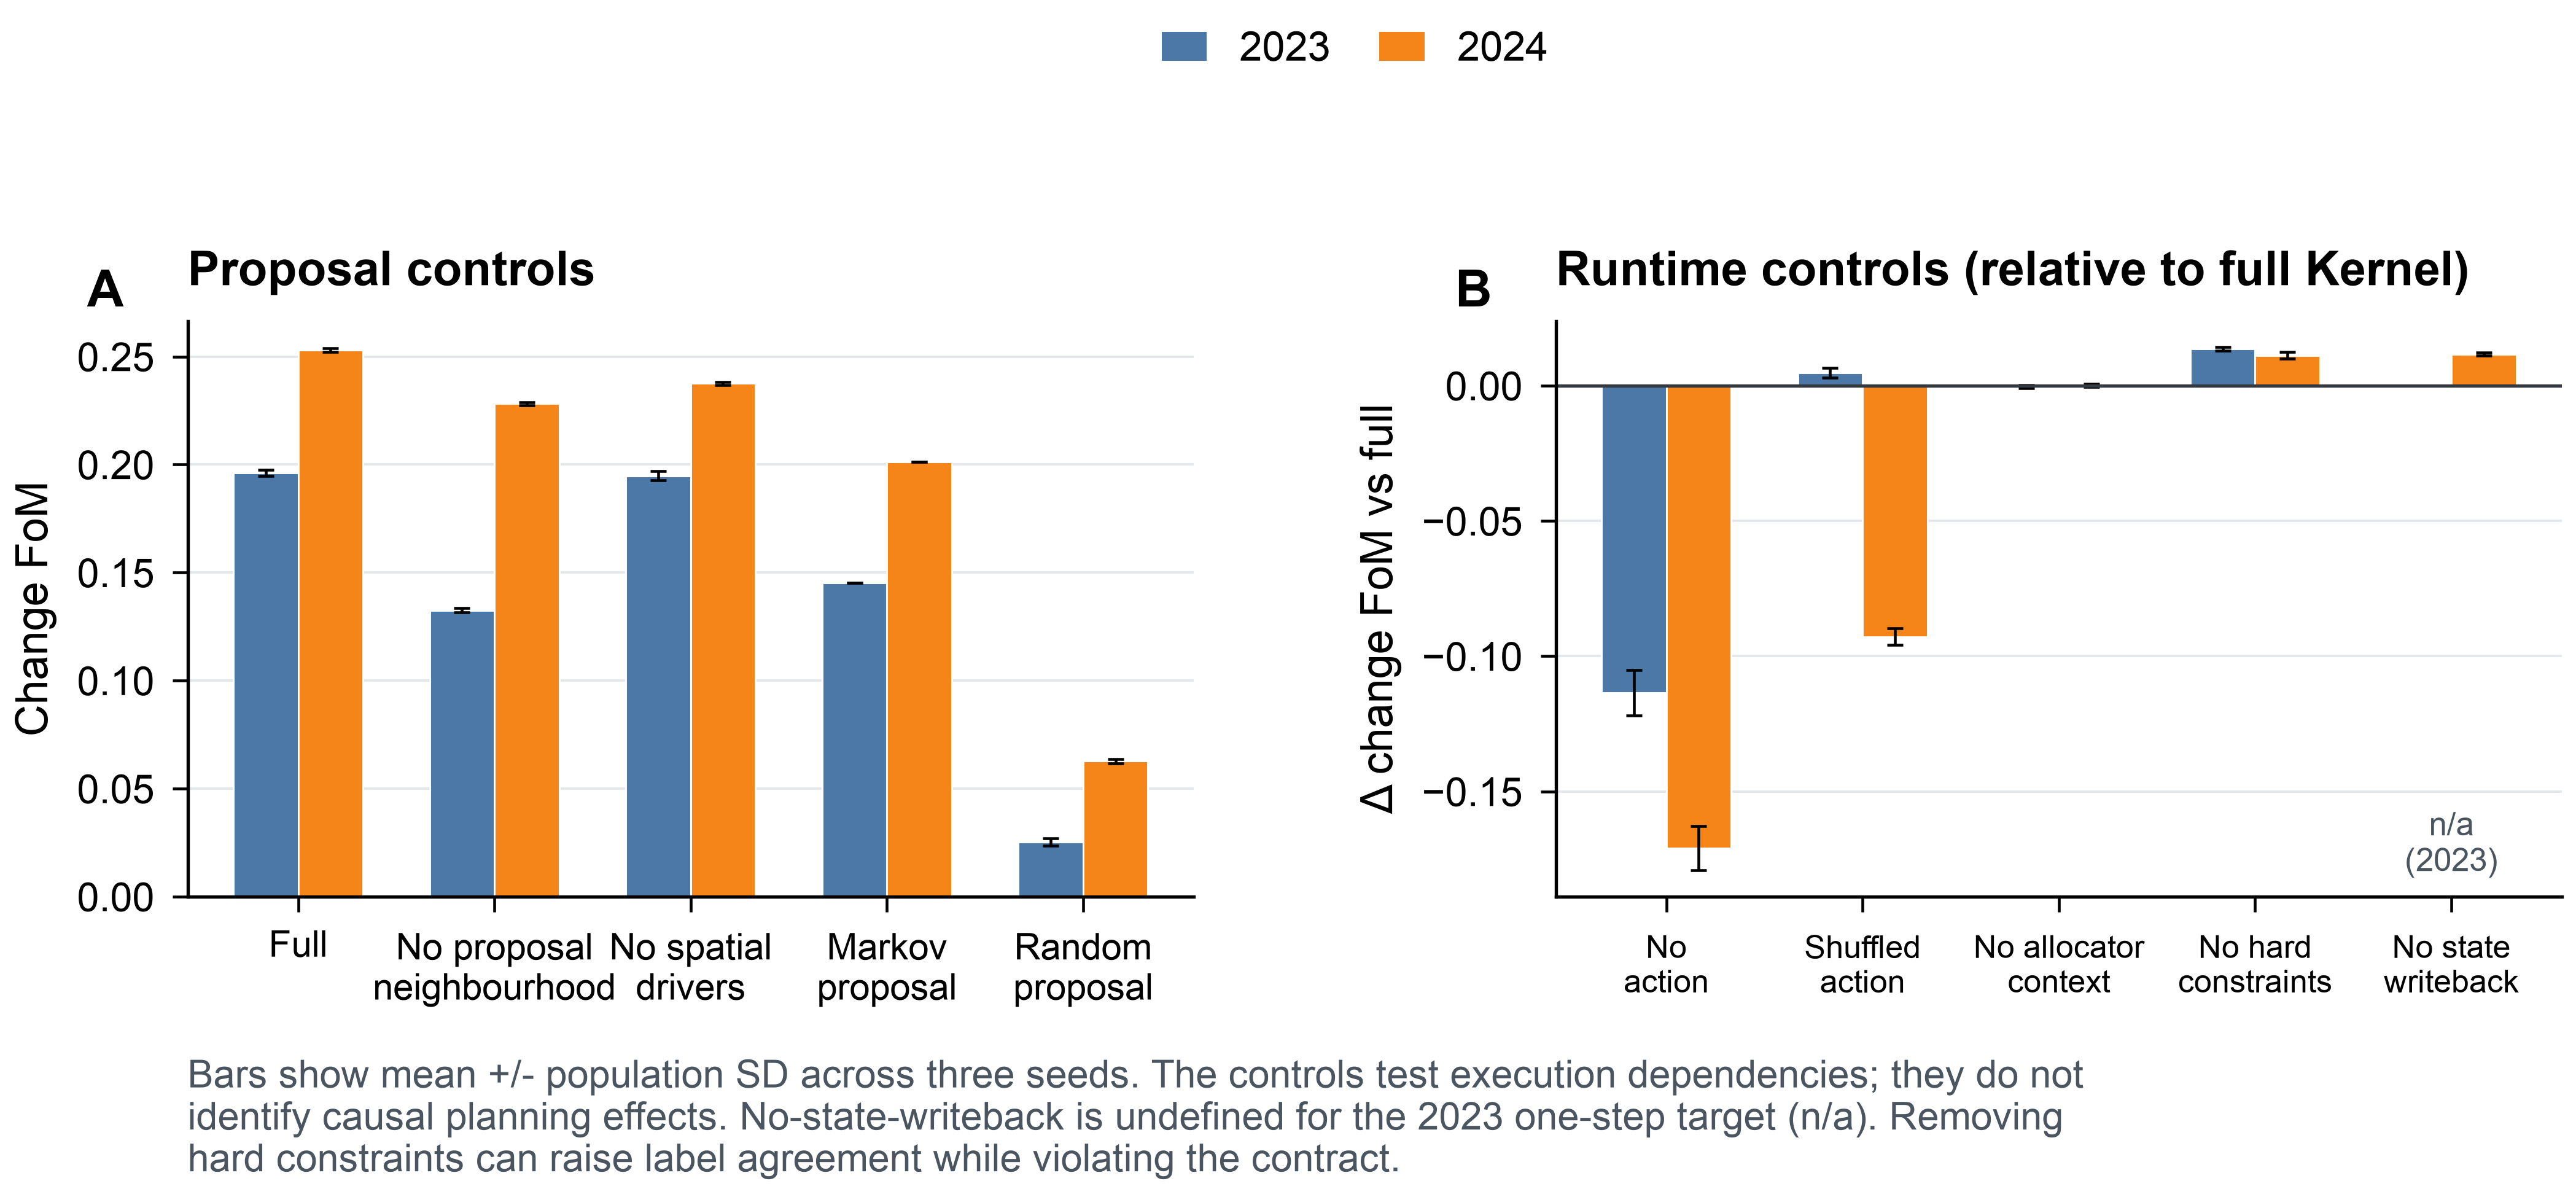 2023 2024
A Proposal controls
Change FoM
0.25
0.20
0.15
0.10
0.05
0.00
Full
No proposal
neighbourhood
No spatial
drivers
Markov
proposal
Random
proposal
B Runtime controls (relative to full Kernel)
Δ change FoM vs full
0.00
−0.05
−0.10
−0.15
n/a
(2023)
No
action
Shuffled
action
No allocator
context
No hard
constraints
No state
writeback
Bars show mean +/- population SD across three seeds. The controls test execution dependencies; they do not
identify causal planning effects. No-state-writeback is undefined for the 2023 one-step target (n/a). Removing
hard constraints can raise label agreement while violating the contract.